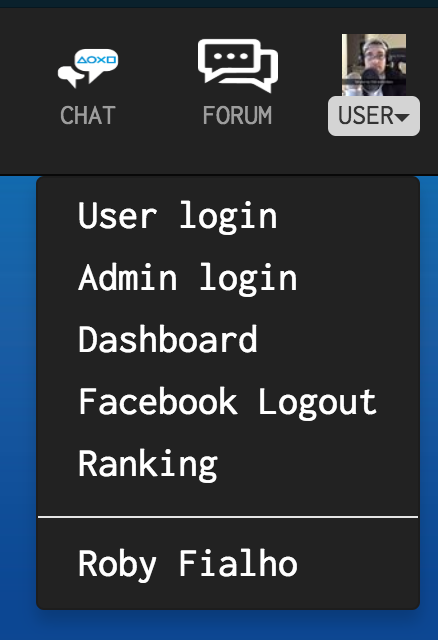 CHAT
FORUM
USER
User login
Admin login
Dashboard
Facebook Logout
Ranking
Roby Fialho